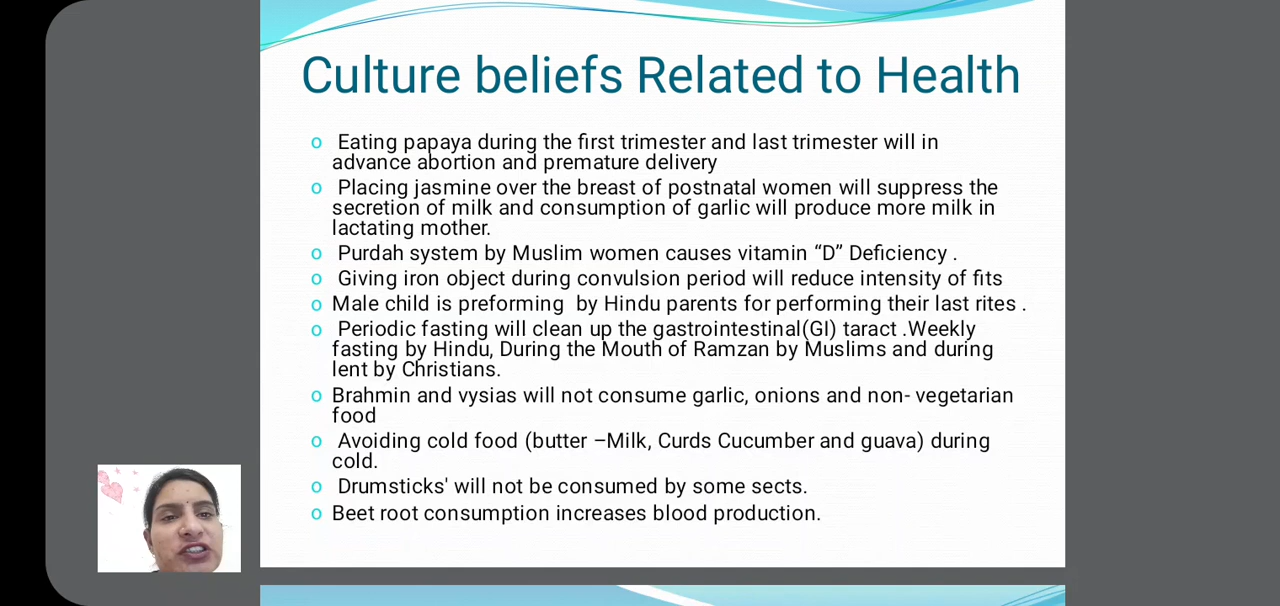 Culture beliefs Related to Health
o Eating papaya during the first trimester and last trimester will in
advance abortion and premature delivery
o Placing jasmine over the breast of postnatal women will suppress the
secretion of milk and consumption of garlic will produce more milk in
lactating mother.
o Purdah system by Muslim women causes vitamin “D” Deficiency .
o Giving iron object during convulsion period will reduce intensity of fits
o Male child is preforming by Hindu parents for performing their last rites .
o Periodic fasting will clean up the gastrointestinal(GI) taract .Weekly
fasting by Hindu, During the Mouth of Ramzan by Muslims and during
lent by Christians.
o Brahmin and vysias will not consume garlic, onions and non- vegetarian
food
o Avoiding cold food (butter –Milk, Curds Cucumber and guava) during
cold.
o Drumsticks' will not be consumed by some sects.
o Beet root consumption increases blood production.